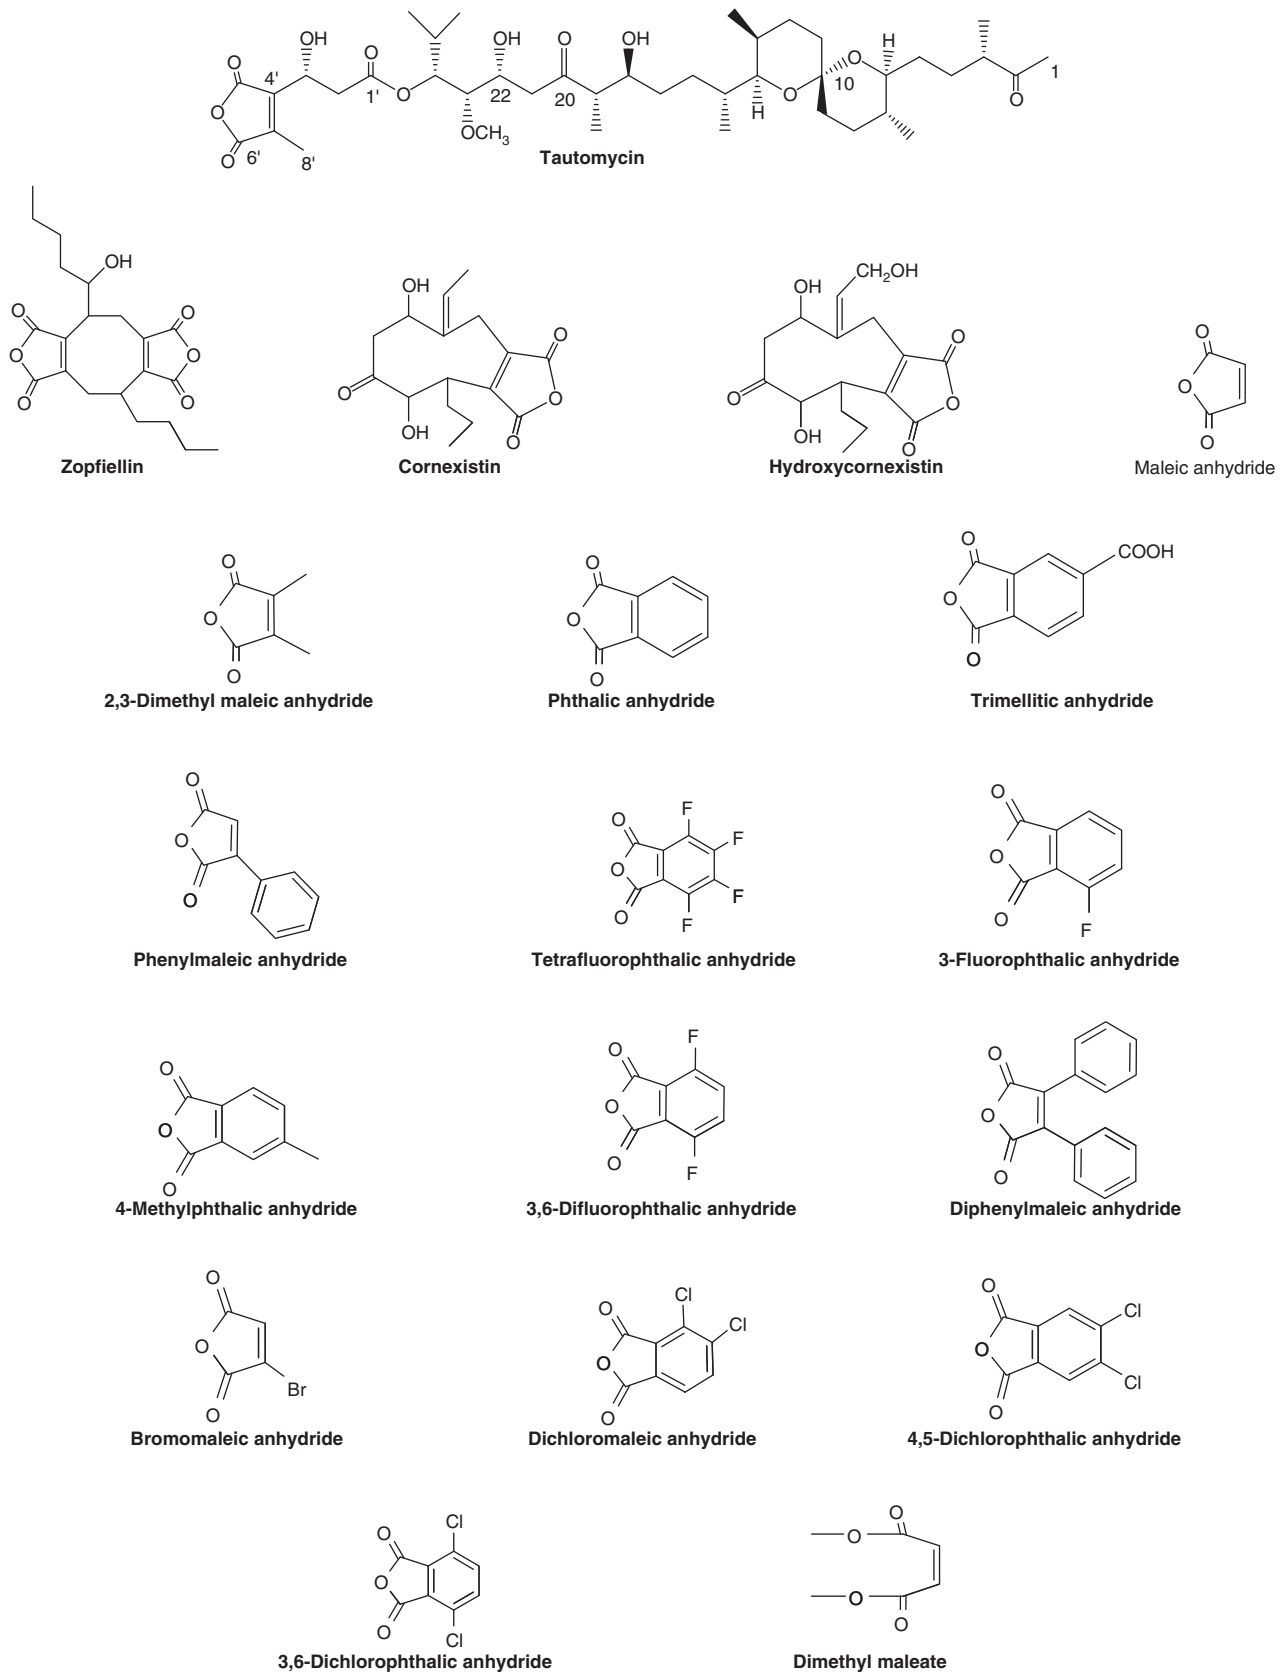 OH O OH O OH H O 1
O 4' 1' O 22 20 H O 10 O
O OCH3
O 6' 8'
Tautomycin
OH
O O
O O
O O
Zopfiellin
OH
O
O O
OH O
Cornexistin
CH2OH
OH
O
O O
OH O
Hydroxycornexistin
O
O
O
Maleic anhydride
O
O
O
2,3-Dimethyl maleic anhydride
O
O
O
Phthalic anhydride
O COOH
O
O
Trimellitic anhydride
O
O
O
Phenylmaleic anhydride
F
O F
O
O F
F
Tetrafluorophthalic anhydride
O
O
O
F
3-Fluorophthalic anhydride
O
O
O
4-Methylphthalic anhydride
F
O
O
O
F
3,6-Difluorophthalic anhydride
O
O
O
Diphenylmaleic anhydride
O
O
Br
O
Bromomaleic anhydride
Cl
O Cl
O
O
Dichloromaleic anhydride
O Cl
O
Cl
O
4,5-Dichlorophthalic anhydride
Cl
O
O
O
Cl
3,6-Dichlorophthalic anhydride
O
O
O
O
Dimethyl maleate